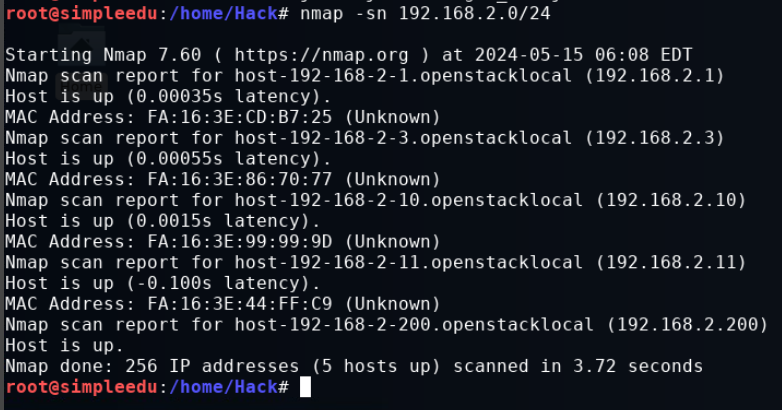 root@simpleedu:/home/Hack# nmap -sn 192.168.2.0/24
Starting Nmap 7.60 ( https://nmap.org ) at 2024-05-15 06:08 EDT
Nmap scan report for host-192-168-2-1.openstacklocal (192.168.2.1)
Host is up (0.00035s latency).
MAC Address: FA:16:3E:CD:B7:25 (Unknown)
Nmap scan report for host-192-168-2-3.openstacklocal (192.168.2.3)
Host is up (0.00055s latency).
MAC Address: FA:16:3E:86:70:77 (Unknown)
Nmap scan report for host-192-168-2-10.openstacklocal (192.168.2.10)
Host is up (0.0015s latency).
MAC Address: FA:16:3E:99:99:9D (Unknown)
Nmap scan report for host-192-168-2-11.openstacklocal (192.168.2.11)
Host is up (-0.100s latency).
MAC Address: FA:16:3E:44:FF:C9 (Unknown)
Nmap scan report for host-192-168-2-200.openstacklocal (192.168.2.200)
Host is up.
Nmap done: 256 IP addresses (5 hosts up) scanned in 3.72 seconds
root@simpleedu:/home/Hack#